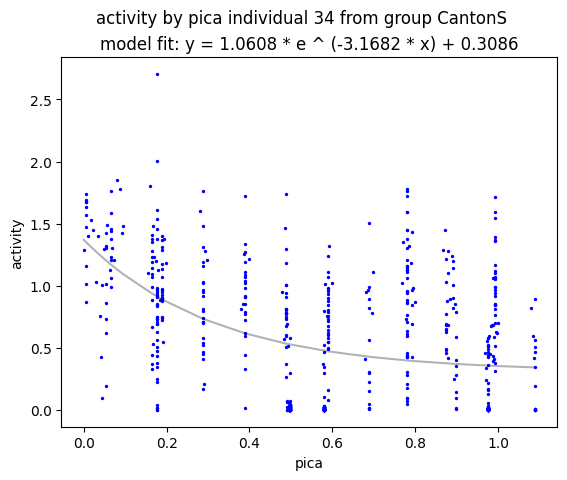 activity by pica individual 34 from group CantonS
model fit: y = 1.0608 * e ^ (-3.1682 * x) + 0.3086
2.5
2.0
1.5
1.0
0.5
0.0
activity
0.0 0.2 0.4 0.6 0.8 1.0
pica